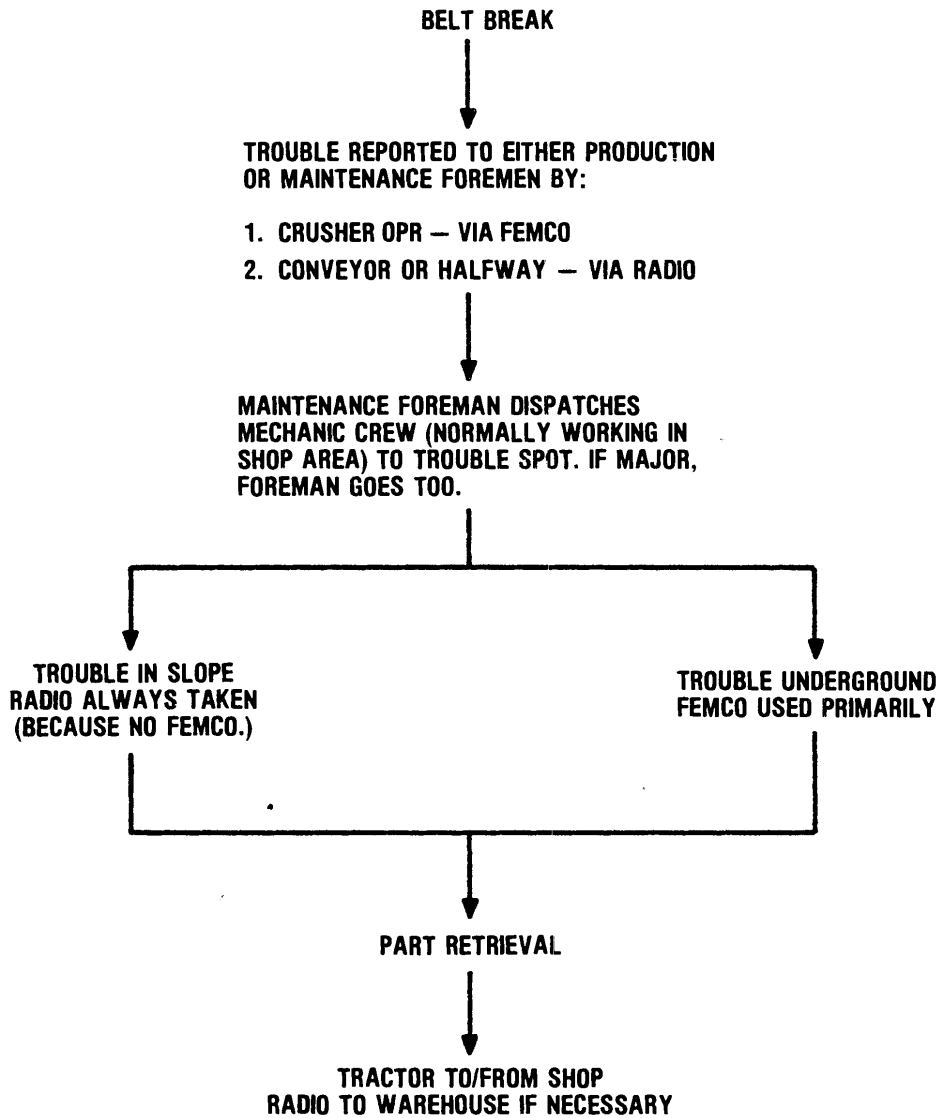 BELT BREAK
TROUBLE REPORTED TO EITHER PRODUCTION
OR MAINTENANCE FOREMEN BY:
1. CRUSHER OPR — VIA FEMCO
2. CONVEYOR OR HALFWAY — VIA RADIO
MAINTENANCE FOREMAN DISPATCHES
MECHANIC CREW (NORMALLY WORKING IN
SHOP AREA) TO TROUBLE SPOT. IF MAJOR,
FOREMAN GOES TOO.
TROUBLE IN SLOPE
RADIO ALWAYS TAKEN
(BECAUSE NO FEMCO.)
TROUBLE UNDERGROUND
FEMCO USED PRIMARILY
PART RETRIEVAL
TRACTOR TO/FROM SHOP
RADIO TO WAREHOUSE IF NECESSARY